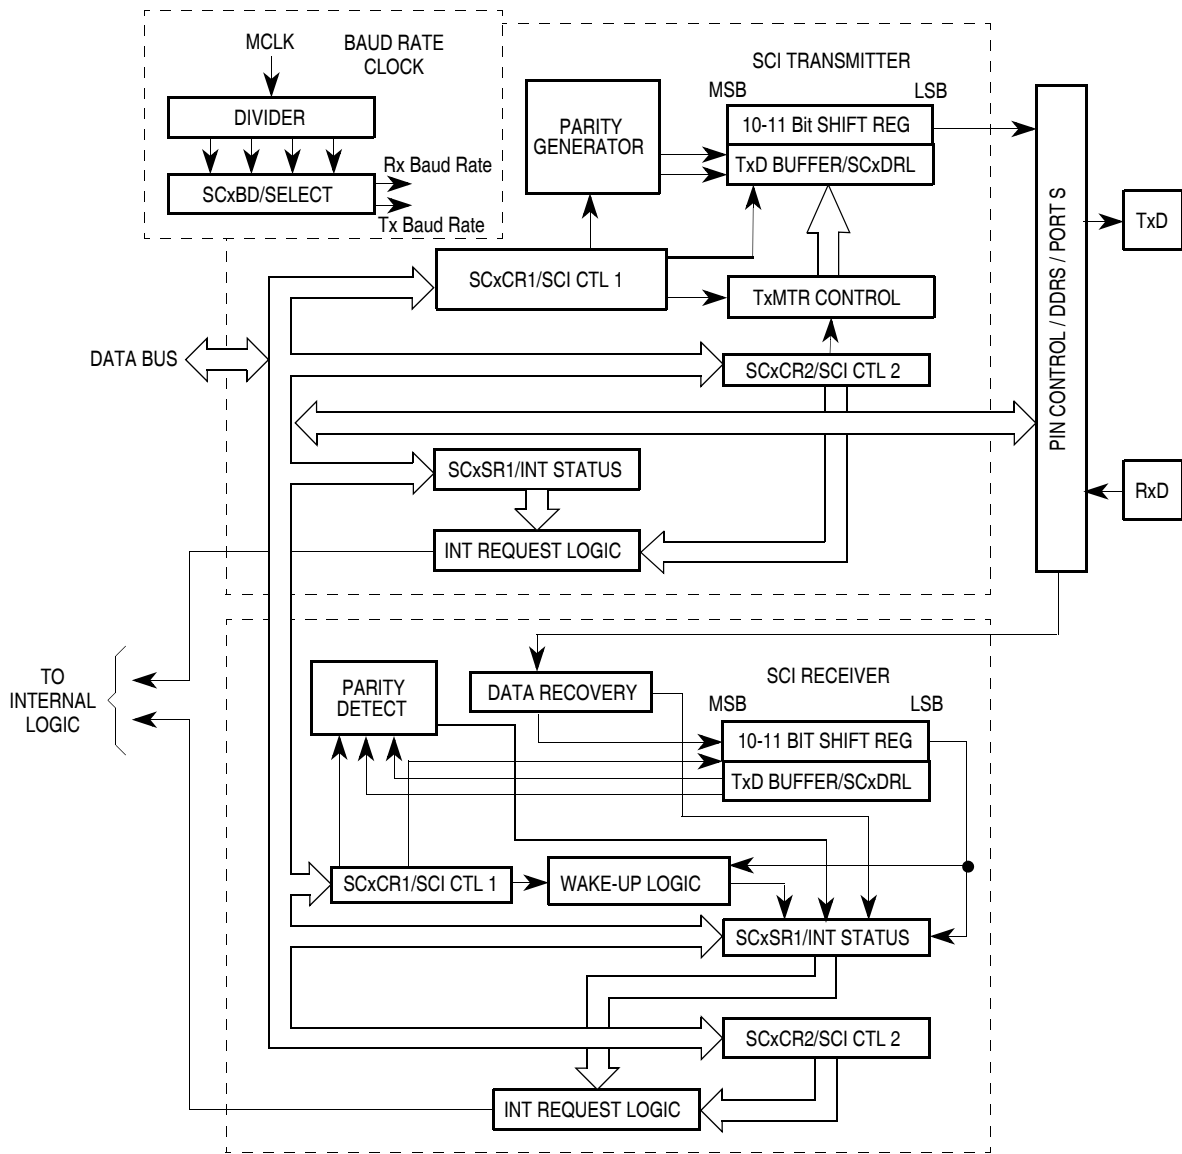 MCLK
BAUD RATE
CLOCK
DIVIDER
SCxBD/SELECT
Rx Baud Rate
Tx Baud Rate
SCI TRANSMITTER
MSB
LSB
PARITY
GENERATOR
10-11 Bit SHIFT REG
TxD BUFFER/SCxDRL
SCxCR1/SCI CTL 1
TxMTR CONTROL
DATA BUS
SCxCR2/SCI CTL 2
SCxSR1/INT STATUS
INT REQUEST LOGIC
PIN CONTROL / DDRS / PORT S
TxD
RxD
TO
INTERNAL
LOGIC
PARITY
DETECT
DATA RECOVERY
SCI RECEIVER
MSB
LSB
10-11 BIT SHIFT REG
TxD BUFFER/SCxDRL
SCxCR1/SCI CTL 1
WAKE-UP LOGIC
SCxSR1/INT STATUS
SCxCR2/SCI CTL 2
INT REQUEST LOGIC